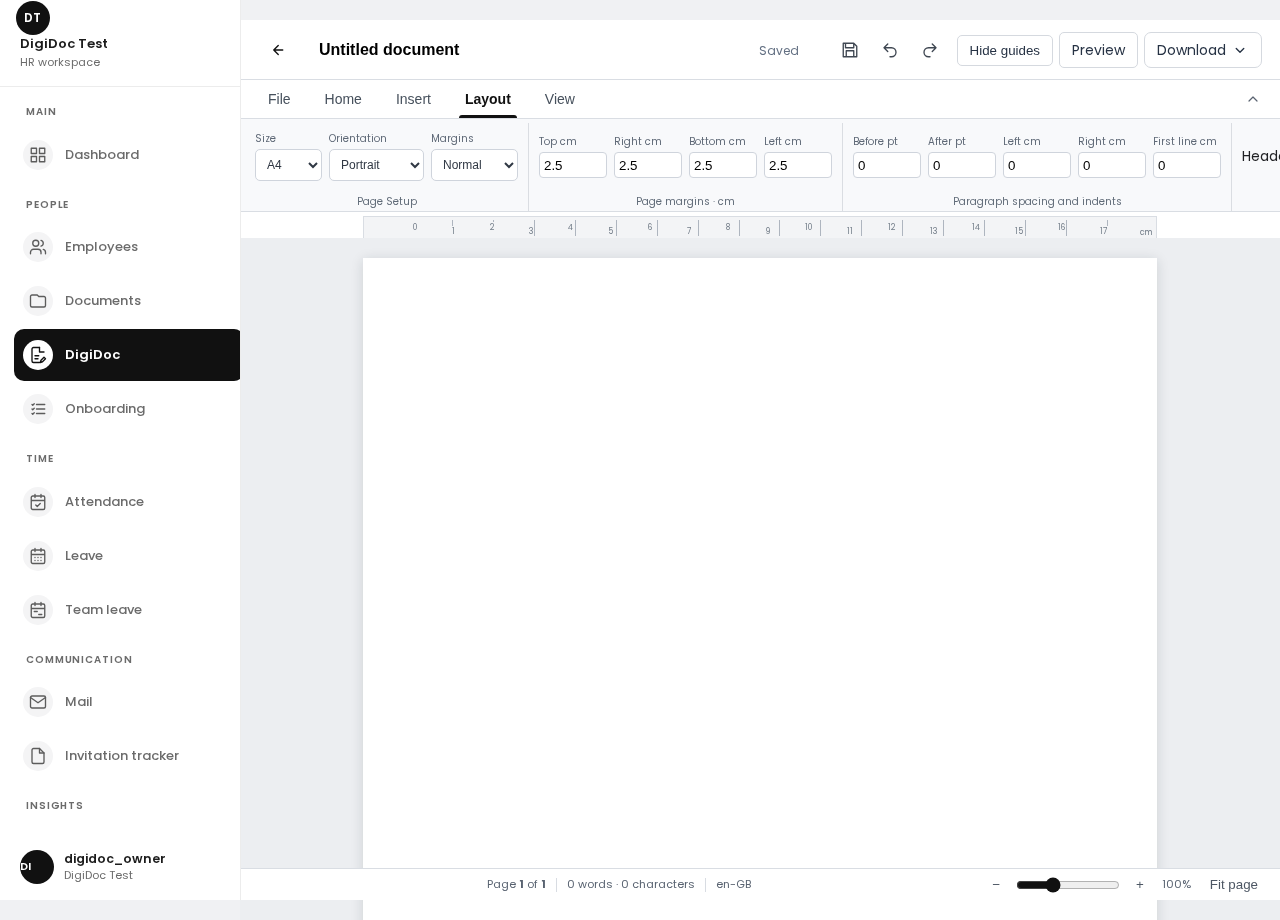 DT
DigiDoc Test
HR workspace
MAIN
Dashboard
PEOPLE
Employees
Documents
DigiDoc
Onboarding
TIME
Attendance
Leave
Team leave
COMMUNICATION
Mail
Invitation tracker
INSIGHTS
DI
digidoc_owner
DigiDoc Test
Untitled document
Saved
Hide guides
Preview
Download
File Home Insert Layout View
Size Orientation Margins
A4 Portrait Normal
Page Setup
Top cm Right cm Bottom cm Left cm
2.5 2.5 2.5 2.5
Page margins · cm
Before pt After pt Left cm Right cm First line cm
0 0 0 0 0
Paragraph spacing and indents
0 1 2 3 4 5 6 7 8 9 10 11 12 13 14 15 16 17 cm
Page 1 of 1
0 words · 0 characters
en-GB
− + 100% Fit page